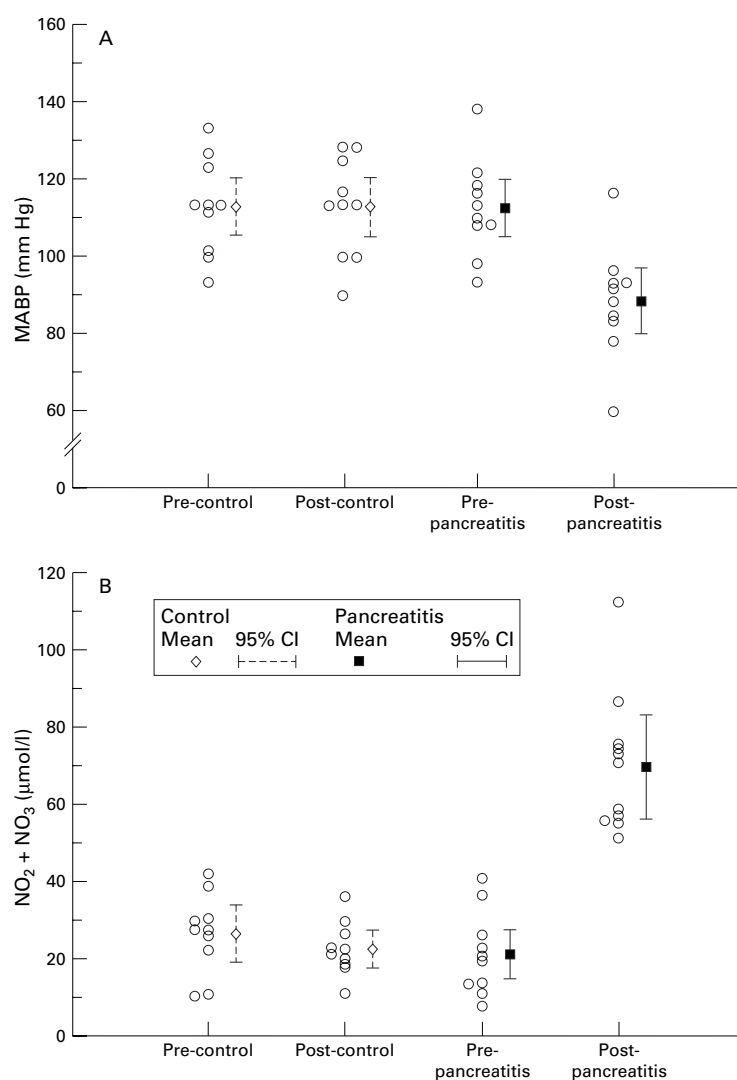 A
160
140
120
100
80
60
0
MABP (mm Hg)
Pre-control Post-control Pre-pancreatitis Post-pancreatitis
B
120
100
80
60
40
20
0
NO2 + NO3 (μmol/l)
Control Pancreatitis
Mean 95% CI Mean 95% CI
Pre-control Post-control Pre-pancreatitis Post-pancreatitis